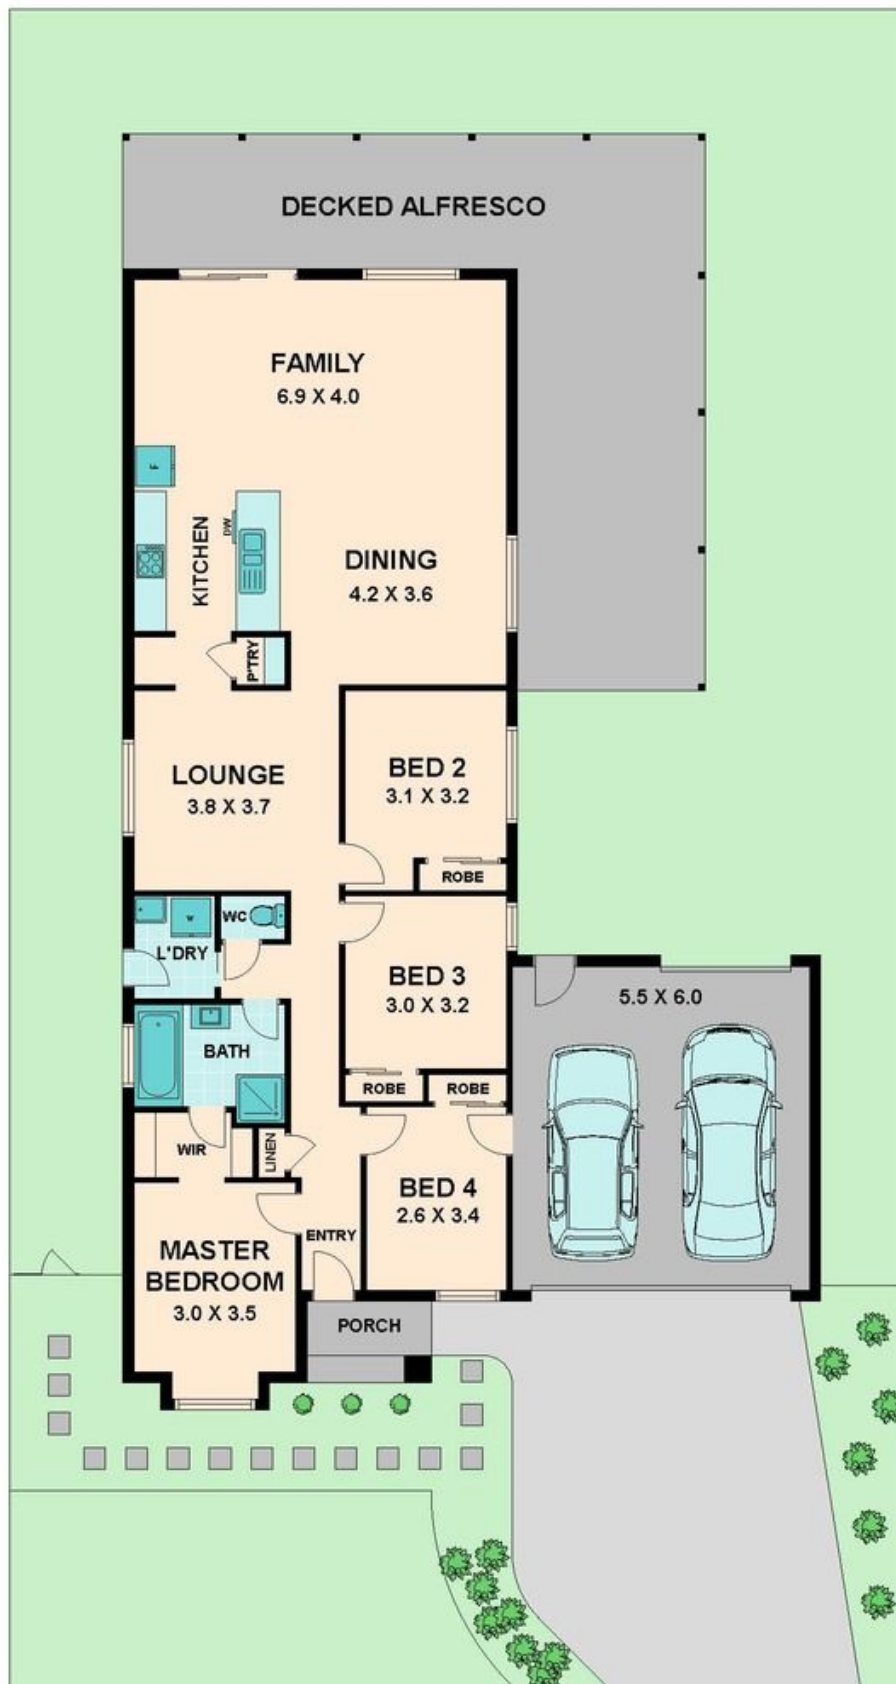 DECKED ALFRESCO
FAMILY
6.9 X 4.0
F
KITCHEN
DW
DINING
4.2 X 3.6
P'TRY
LOUNGE
3.8 X 3.7
BED 2
3.1 X 3.2
ROBE
WC
W
L'DRY
BED 3
3.0 X 3.2
5.5 X 6.0
BATH
ROBE
ROBE
WIR
LINEN
BED 4
2.6 X 3.4
ENTRY
MASTER
BEDROOM
3.0 X 3.5
PORCH